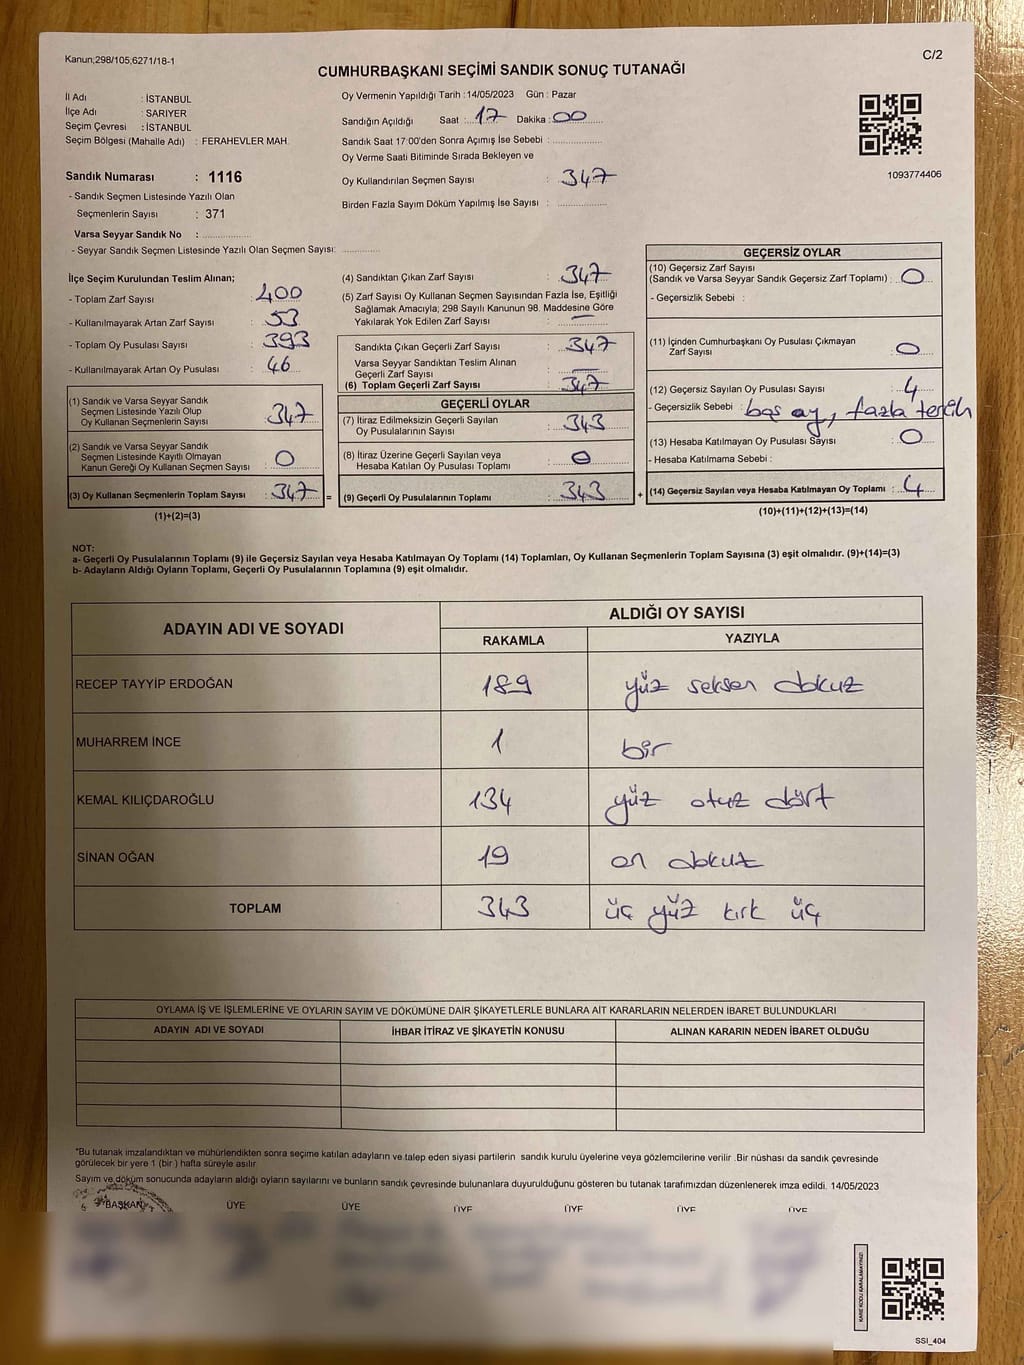 Kanun;298/105,6271/18-1
C/2
CUMHURBAŞKANI SEÇİMİ SANDIK SONUÇ TUTANAĞI
İl Adı : İSTANBUL
İlçe Adı : SARIYER
Seçim Çevresi : İSTANBUL
Seçim Bölgesi (Mahalle Adı) : FERAHEVLER MAH.
Sandık Numarası : 1116
- Sandık Seçmen Listesinde Yazılı Olan
Seçmenlerin Sayısı : 371
Varsa Seyyar Sandık No :
- Seyyar Sandık Seçmen Listesinde Yazılı Olan Seçmen Sayısı:
Oy Vermenin Yapıldığı Tarih :14/05/2023 Gün : Pazar
Sandığın Açıldığı Saat : 17 Dakika : 00
Sandık Saat 17:00'den Sonra Açımış İse Sebebi :
Oy Verme Saati Bitiminde Sırada Bekleyen ve
Oy Kullandırılan Seçmen Sayısı : 347
Birden Fazla Sayım Döküm Yapılmış İse Sayısı :
1093774406
İlçe Seçim Kurulundan Teslim Alınan;
- Toplam Zarf Sayısı : 400
- Kullanılmayarak Artan Zarf Sayısı : 53
- Toplam Oy Pusulası Sayısı : 393
- Kullanılmayarak Artan Oy Pusulası : 46
(1) Sandık ve Varsa Seyyar Sandık
Seçmen Listesinde Yazılı Olup
Oy Kullanan Seçmenlerin Sayısı : 347
(2) Sandık ve Varsa Seyyar Sandık
Seçmen Listesinde Kayıtlı Olmayan
Kanun Gereği Oy Kullanan Seçmen Sayısı : 0
(3) Oy Kullanan Seçmenlerin Toplam Sayısı : 347 =
(1)+(2)=(3)
(4) Sandıktan Çıkan Zarf Sayısı : 347
(5) Zarf Sayısı Oy Kullanan Seçmen Sayısından Fazla İse, Eşitliği
Sağlamak Amacıyla, 298 Sayılı Kanunun 98. Maddesine Göre
Yakılarak Yok Edilen Zarf Sayısı : —
Sandıkta Çıkan Geçerli Zarf Sayısı : 347
Varsa Seyyar Sandıktan Teslim Alınan
Geçerli Zarf Sayısı : —
(6) Toplam Geçerli Zarf Sayısı : 347
GEÇERLİ OYLAR
(7) İtiraz Edilmeksizin Geçerli Sayılan
Oy Pusulalarının Sayısı : 343
(8) İtiraz Üzerine Geçerli Sayılan veya
Hesaba Katılan Oy Pusulası Toplamı : 0
(9) Geçerli Oy Pusulalarının Toplamı : 343 +
GEÇERSİZ OYLAR
(10) Geçersiz Zarf Sayısı
(Sandık ve Varsa Seyyar Sandık Geçersiz Zarf Toplamı) : 0
- Geçersizlik Sebebi :
(11) İçinden Cumhurbaşkanı Oy Pusulası Çıkmayan
Zarf Sayısı : 0
(12) Geçersiz Sayılan Oy Pusulası Sayısı : 4
- Geçersizlik Sebebi : boş oy, fazla tercih
(13) Hesaba Katılmayan Oy Pusulası Sayısı : 0
- Hesaba Katılmama Sebebi :
(14) Geçersiz Sayılan veya Hesaba Katılmayan Oy Toplamı : 4
(10)+(11)+(12)+(13)=(14)
NOT:
a- Geçerli Oy Pusulalarının Toplamı (9) ile Geçersiz Sayılan veya Hesaba Katılmayan Oy Toplamı (14) Toplamları, Oy Kullanan Seçmenlerin Toplam Sayısına (3) eşit olmalıdır. (9)+(14)=(3)
b- Adayların Aldığı Oyların Toplamı, Geçerli Oy Pusulalarının Toplamına (9) eşit olmalıdır.
ADAYIN ADI VE SOYADI ALDIĞI OY SAYISI
RAKAMLA YAZIYLA
RECEP TAYYİP ERDOĞAN 189 yüz seksen dokuz
MUHARREM İNCE 1 bir
KEMAL KILIÇDAROĞLU 134 yüz otuz dört
SİNAN OĞAN 19 on dokuz
TOPLAM 343 üç yüz kırk üç
OYLAMA İŞ VE İŞLEMLERİNE VE OYLARIN SAYIM VE DÖKÜMÜNE DAİR ŞİKAYETLERLE BUNLARA AİT KARARLARIN NELERDEN İBARET BULUNDUKLARI
ADAYIN ADI VE SOYADI İHBAR İTİRAZ VE ŞİKAYETİN KONUSU ALINAN KARARIN NEDEN İBARET OLDUĞU
*Bu tutanak imzalandıktan ve mühürlendikten sonra seçime katılan adayların ve talep eden siyasi partilerin sandık kurulu üyelerine veya gözlemcilerine verilir .Bir nüshası da sandık çevresinde
görülecek bir yere 1 (bir ) hafta süreyle asılır
Sayım ve döküm sonucunda adayların aldığı oyların sayılarını ve bunların sandık çevresinde bulunanlara duyurulduğunu gösteren bu tutanak tarafımızdan düzenlenerek imza edildi. 14/05/2023
BAŞKAN ÜYE ÜYE ÜYE ÜYE ÜYE ÜYE
KARE KODU KARALAMAYINIZ!
SSI_404